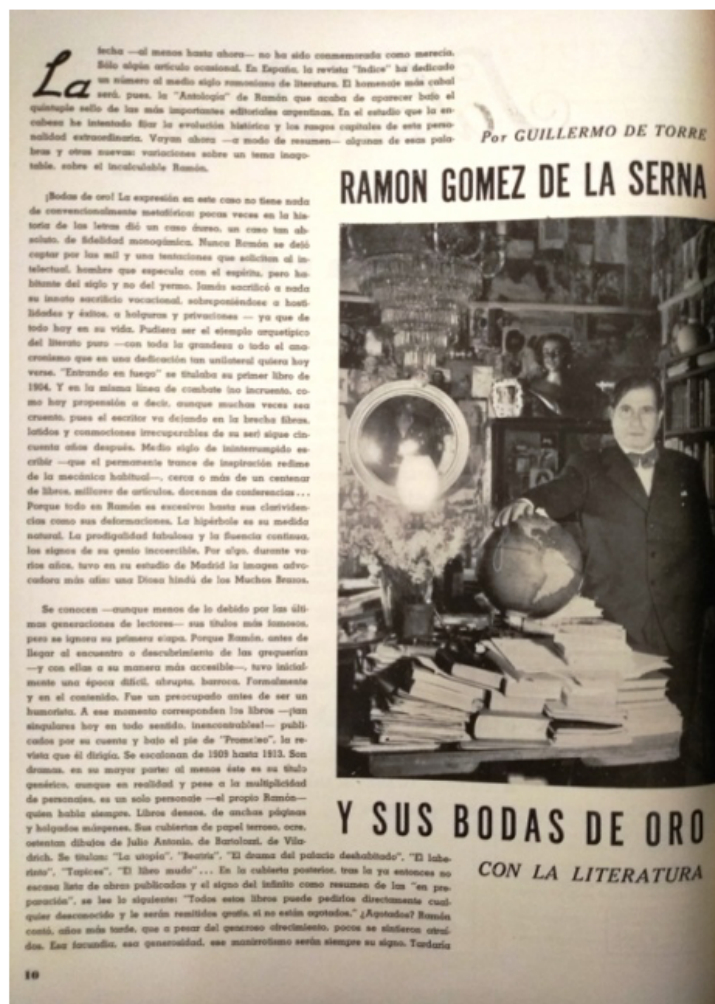 La fecha —al menos hasta ahora— no ha sido conmemorada como merecía.
Sólo algún artículo ocasional. En España, la revista "Indice" ha dedicado
un número al medio siglo ramoniano de literatura. El homenaje más cabal
será, pues, la "Antología" de Ramón que acaba de aparecer bajo el
quintuple sello de las más importantes editoriales argentinas. En el estudio que la en-
cabeza he intentado fijar la evolución histórica y los rasgos capitales de esta perso-
nalidad extraordinaria. Vayan ahora —a modo de resumen— algunas de esas pala-
bras y otras nuevas: variaciones sobre un tema inago-
table, sobre el incalculable Ramón.
Por GUILLERMO DE TORRE
RAMON GOMEZ DE LA SERNA
¡Bodas de oro! La expresión en este caso no tiene nada
de convencionalmente metafórica: pocas veces en la his-
toria de las letras dió un caso áureo, un caso tan ab-
soluto, de fidelidad monogámica. Nunca Ramón se dejó
captar por las mil y una tentaciones que solicitan al in-
telectual, hombre que especula con el espíritu, pero ha-
bitante del siglo y no del yermo. Jamás sacrificó a nada
su innato sacrificio vocacional, sobreponiéndose a hosti-
lidades y éxitos, a holguras y privaciones — ya que de
todo hay en su vida. Pudiera ser el ejemplo arquetípico
del literato puro —con toda la grandeza o todo el ana-
cronismo que en una dedicación tan unilateral quiera hoy
verse. "Entrando en fuego" se titulaba su primer libro de
1904. Y en la misma línea de combate (no incruento, co-
mo hay propensión a decir, aunque muchas veces sea
cruento, pues el escritor va dejando en la brecha fibras,
latidos y conmociones irrecuperables de su ser) sigue cin-
cuenta años después. Medio siglo de ininterrumpido es-
cribir —que el permanente trance de inspiración redime
de la mecánica habitual—, cerca o más de un centenar
de libros, millares de artículos, docenas de conferencias...
Porque todo en Ramón es excesivo: hasta sus clarividen-
cias como sus deformaciones. La hipérbole es su medida
natural. La prodigalidad fabulosa y la fluencia continua,
los signos de su genio incoercible. Por algo, durante va-
rios años, tuvo en su estudio de Madrid la imagen advo-
cadora más afín: una Diosa hindú de los Muchos Brazos.
Se conocen —aunque menos de lo debido por las últi-
mas generaciones de lectores— sus títulos más famosos,
pero se ignora su primera etapa. Porque Ramón, antes de
llegar al encuentro o descubrimiento de las greguerías
—y con ellas a su manera más accesible—, tuvo inicial-
mente una época difícil, abrupta, barroca. Formalmente
y en el contenido. Fue un preocupado antes de ser un
humorista. A ese momento corresponden los libros —¡tan
singulares hoy en todo sentido, inencontrables!— publi-
cados por su cuenta y bajo el pie de "Prometeo", la re-
vista que él dirigía. Se escalonan de 1909 hasta 1913. Son
dramas, en su mayor parte; al menos éste es su título
genérico, aunque en realidad y pese a la multiplicidad
de personajes, es un solo personaje —el propio Ramón—
quien habla siempre. Libros densos, de anchas páginas
y holgados márgenes. Sus cubiertas de papel terroso, ocre,
ostentan dibujos de Julio Antonio, de Bartolozzi, de Vila-
drich. Se titulan: "La utopía", "Beatriz", "El drama del palacio deshabitado", "El labe-
rinto", "Tapices", "El libro mudo"... En la cubierta posterior, tras la ya entonces no
escasa lista de obras publicadas y el signo del infinito como resumen de las "en pre-
paración", se lee lo siguiente: "Todos estos libros puede pedirlos directamente cual-
quier desconocido y le serán remitidos gratis, si no están agotados." ¿Agotados? Ramón
contó, años más tarde, que a pesar del generoso ofrecimiento, pocos se sintieron atraí-
dos. Esa facundia, esa generosidad, ese manirrotismo serán siempre su signo. Tardaría
Y SUS BODAS DE ORO
CON LA LITERATURA
10